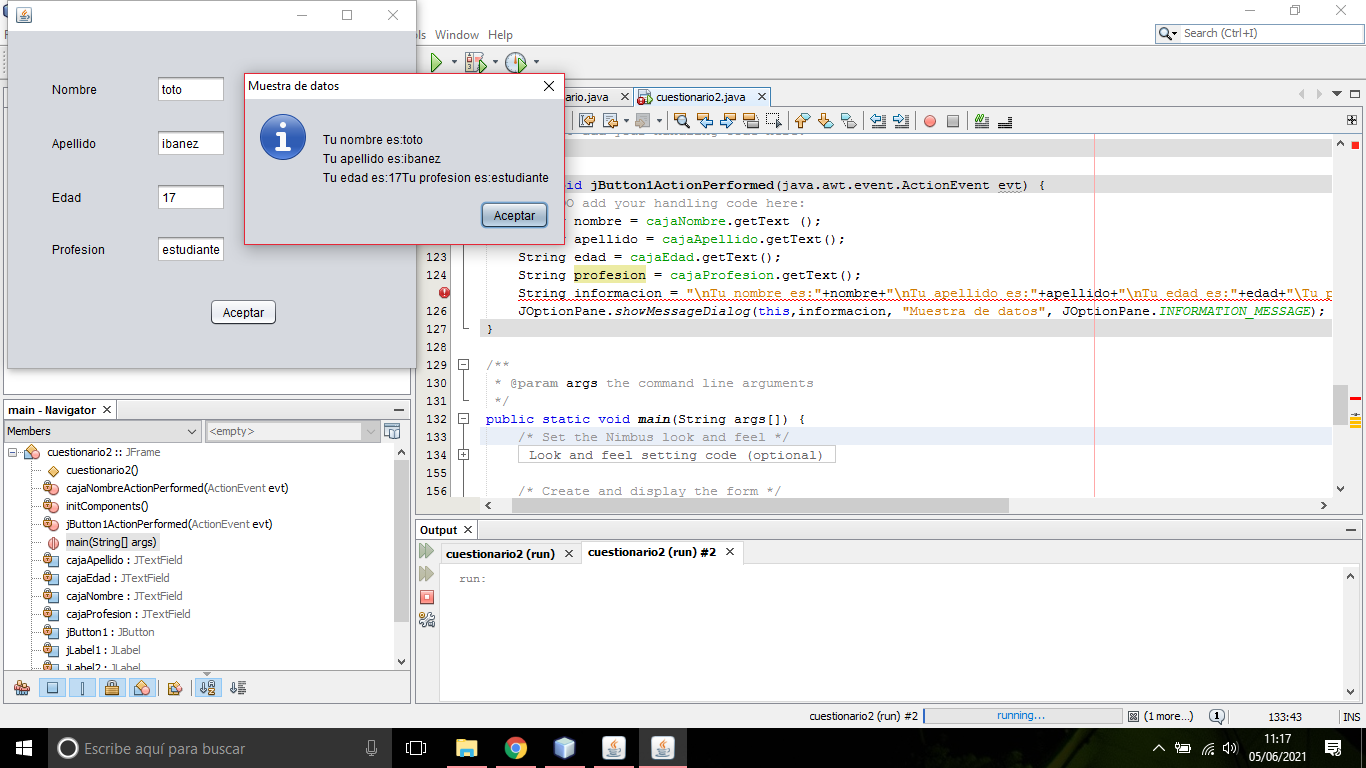 ols Window Help
Search (Ctrl+I)
Nombre toto
Apellido ibanez
Edad 17
Profesion estudiante
Aceptar
Muestra de datos
Tu nombre es:toto
Tu apellido es:ibanez
Tu edad es:17Tu profesion es:estudiante
Aceptar
ario.java
cuestionario2.java
id jButton1ActionPerformed(java.awt.event.ActionEvent evt) {
DO add your handling code here:
nombre = cajaNombre.getText ();
apellido = cajaApellido.getText();
123 String edad = cajaEdad.getText();
124 String profesion = cajaProfesion.getText();
String informacion = "\nTu nombre es:"+nombre+"\nTu apellido es:"+apellido+"\nTu edad es:"+edad+"\Tu p
126 JOptionPane.showMessageDialog(this,informacion, "Muestra de datos", JOptionPane.INFORMATION_MESSAGE);
127 }
128
129 /**
130 * @param args the command line arguments
131 */
132 public static void main(String args[]) {
133 /* Set the Nimbus look and feel */
134 Look and feel setting code (optional)
155
156 /* Create and display the form */
main - Navigator
Members
<empty>
cuestionario2 :: JFrame
cuestionario2()
cajaNombreActionPerformed(ActionEvent evt)
initComponents()
jButton1ActionPerformed(ActionEvent evt)
main(String[] args)
cajaApellido : JTextField
cajaEdad : JTextField
cajaNombre : JTextField
cajaProfesion : JTextField
jButton1 : JButton
jLabel1 : JLabel
jLabel2 : JLabel
Output
cuestionario2 (run)
cuestionario2 (run) #2
run:
cuestionario2 (run) #2
running...
(1 more...)
1
133:43
INS
Escribe aquí para buscar
11:17
05/06/2021